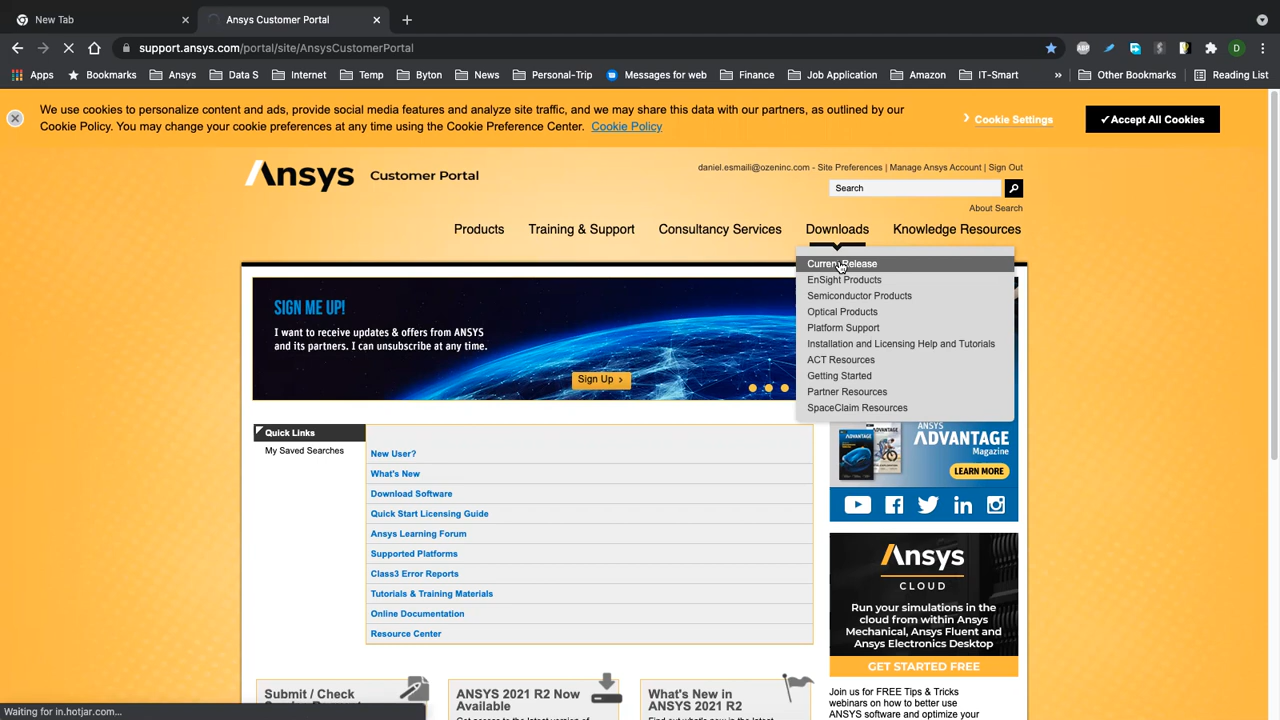 New Tab
Ansys Customer Portal
support.ansys.com/portal/site/AnsysCustomerPortal
Apps
Bookmarks
Ansys
Data S
Internet
Temp
Byton
News
Personal-Trip
Messages for web
Finance
Job Application
Amazon
IT-Smart
»
Other Bookmarks
Reading List
We use cookies to personalize content and ads, provide social media features and analyze site traffic, and we may share this data with our partners, as outlined by our
Cookie Policy. You may change your cookie preferences at any time using the Cookie Preference Center. Cookie Policy
Cookie Settings
✔Accept All Cookies
Ansys Customer Portal
daniel.esmaili@ozeninc.com - Site Preferences | Manage Ansys Account | Sign Out
Search
About Search
Products
Training & Support
Consultancy Services
Downloads
Knowledge Resources
Current Release
EnSight Products
Semiconductor Products
Optical Products
Platform Support
Installation and Licensing Help and Tutorials
ACT Resources
Getting Started
Partner Resources
SpaceClaim Resources
SIGN ME UP!
I want to receive updates & offers from ANSYS
and its partners. I can unsubscribe at any time.
Sign Up >
Quick Links
My Saved Searches
New User?
What's New
Download Software
Quick Start Licensing Guide
Ansys Learning Forum
Supported Platforms
Class3 Error Reports
Tutorials & Training Materials
Online Documentation
Resource Center
ANSYS
ADVANTAGE
Magazine
LEARN MORE
Ansys
CLOUD
Run your simulations in the
cloud from within Ansys
Mechanical, Ansys Fluent and
Ansys Electronics Desktop
GET STARTED FREE
Join us for FREE Tips & Tricks
webinars on how to better use
ANSYS software and optimize your
Submit / Check
ANSYS 2021 R2 Now
Available
What's New in
ANSYS 2021 R2
Waiting for in.hotjar.com...